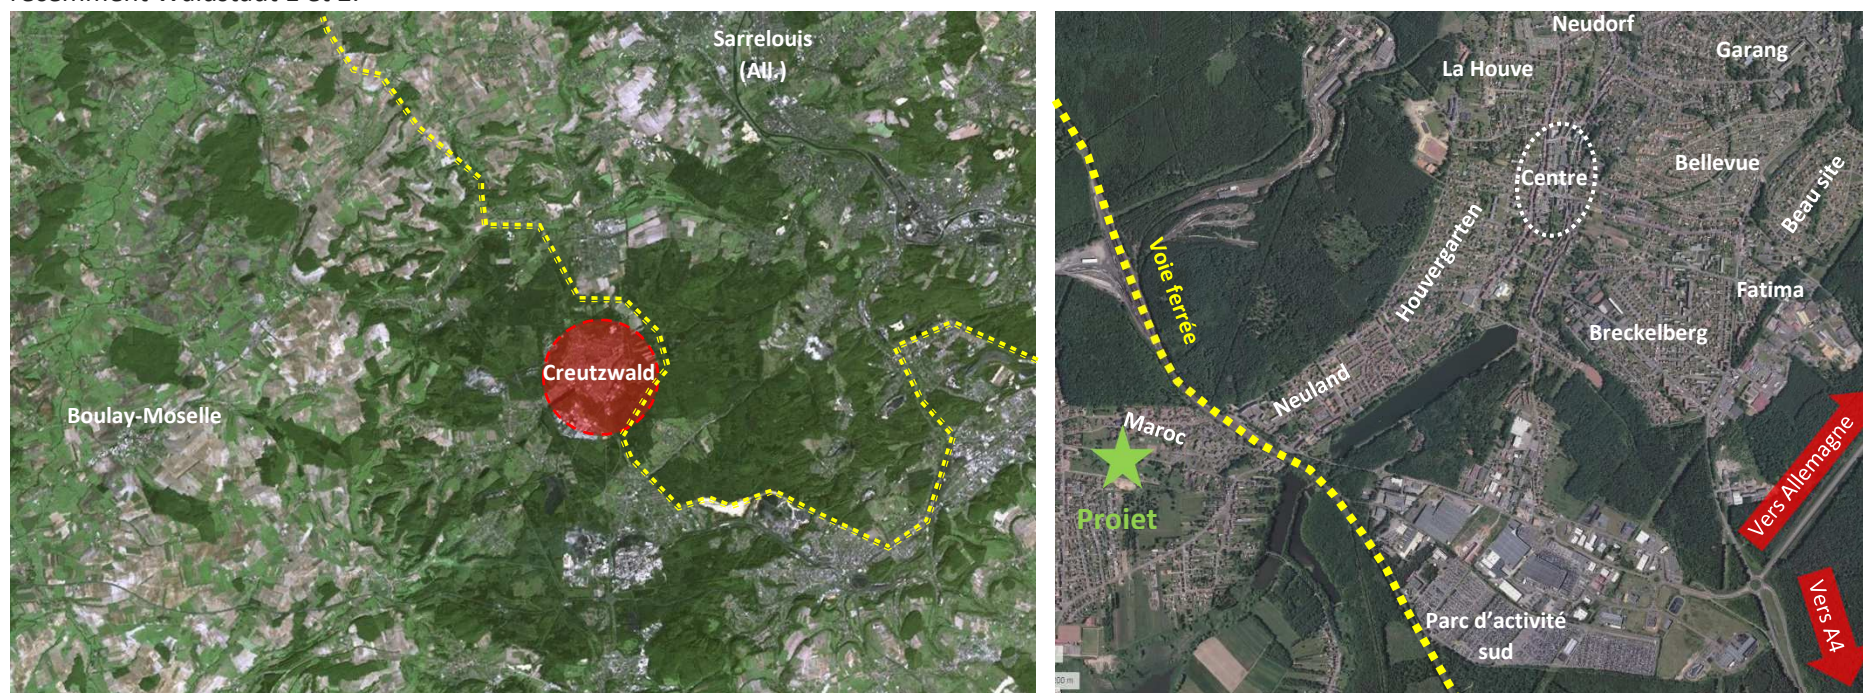 Sarrelouis
(All.)
Creutzwald
Boulay-Moselle
Neudorf
Garang
La Houve
Bellevue
Centre
Beau site
Houvergarten
Voie ferrée
Fatima
Breckelberg
Neuland
Maroc
Projet
Vers Allemagne
Parc d'activité
sud
Vers A4